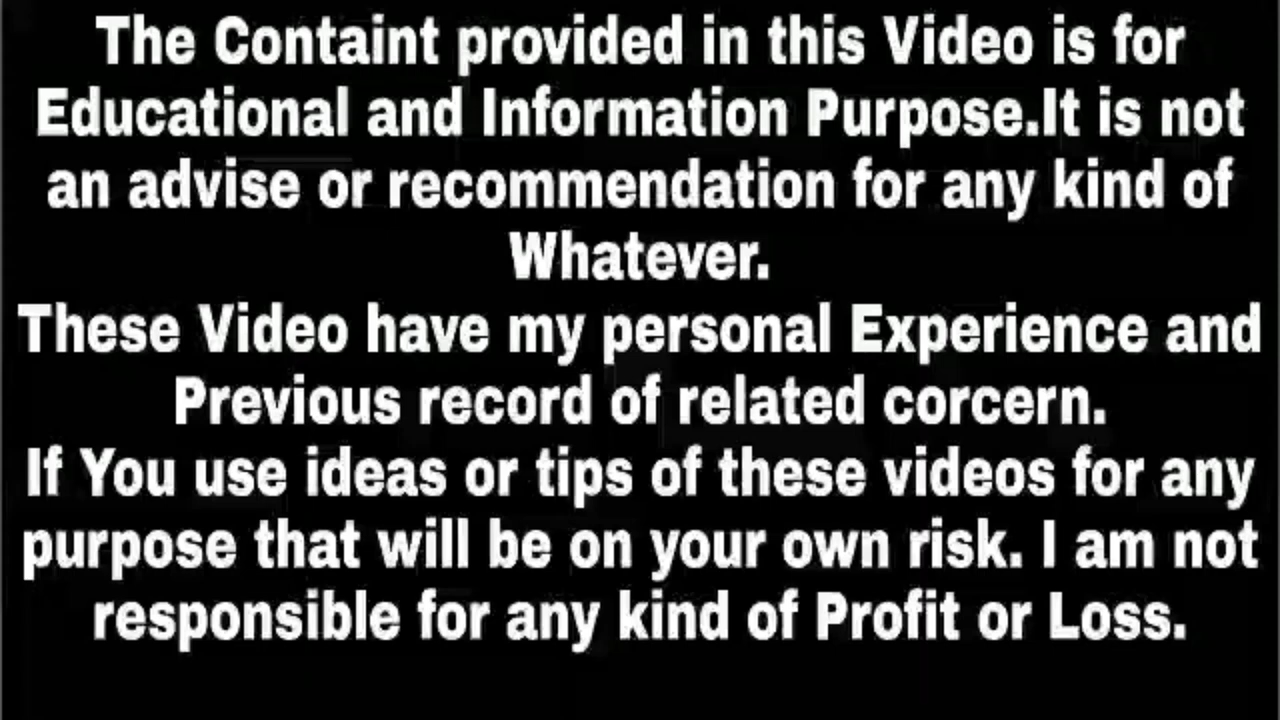 The Containt provided in this Video is for
Educational and Information Purpose.It is not
an advise or recommendation for any kind of
Whatever.
These Video have my personal Experience and
Previous record of related corcern.
If You use ideas or tips of these videos for any
purpose that will be on your own risk. I am not
responsible for any kind of Profit or Loss.